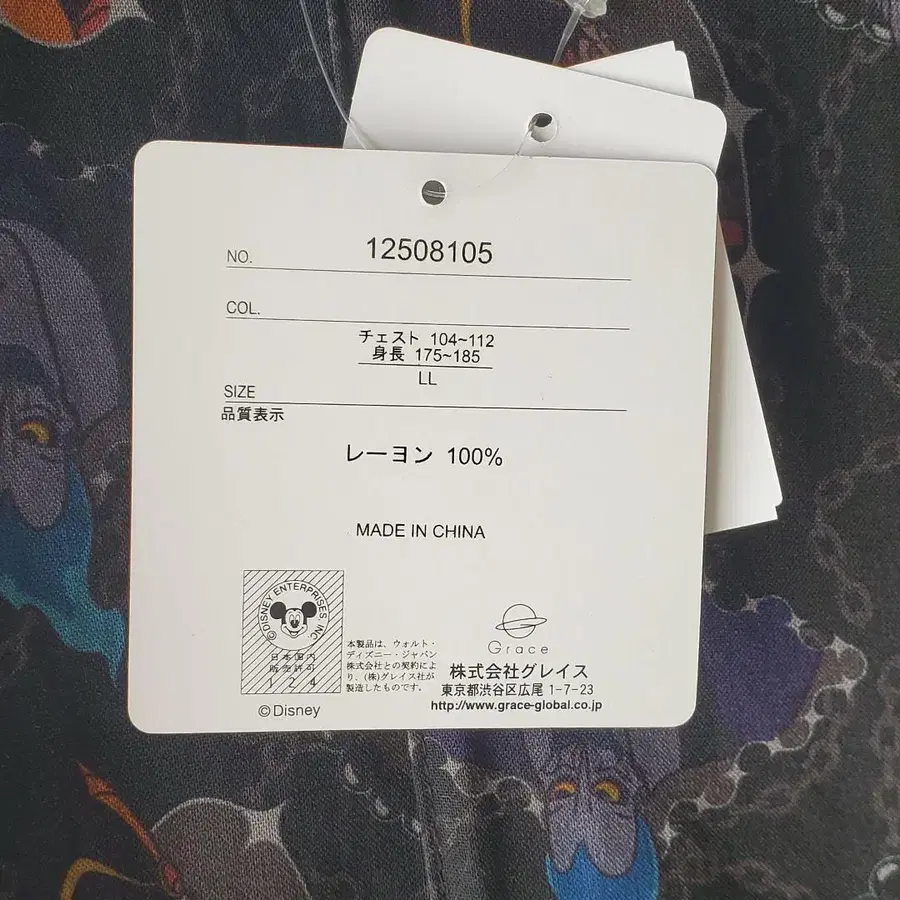 NO. 12508105
COL.
チェスト 104~112
身長 175~185
LL
SIZE
品質表示
レーヨン 100%
MADE IN CHINA
©DISNEY ENTERPRISES, INC.
日本国内
販売許可
1 2 4
本製品は、ウォルト・
ディズニー・ジャパン
株式会社との契約によ
り、(株)グレイス社が
製造したものです。
©Disney
Grace
株式会社グレイス
東京都渋谷区広尾 1-7-23
http://www.grace-global.co.jp